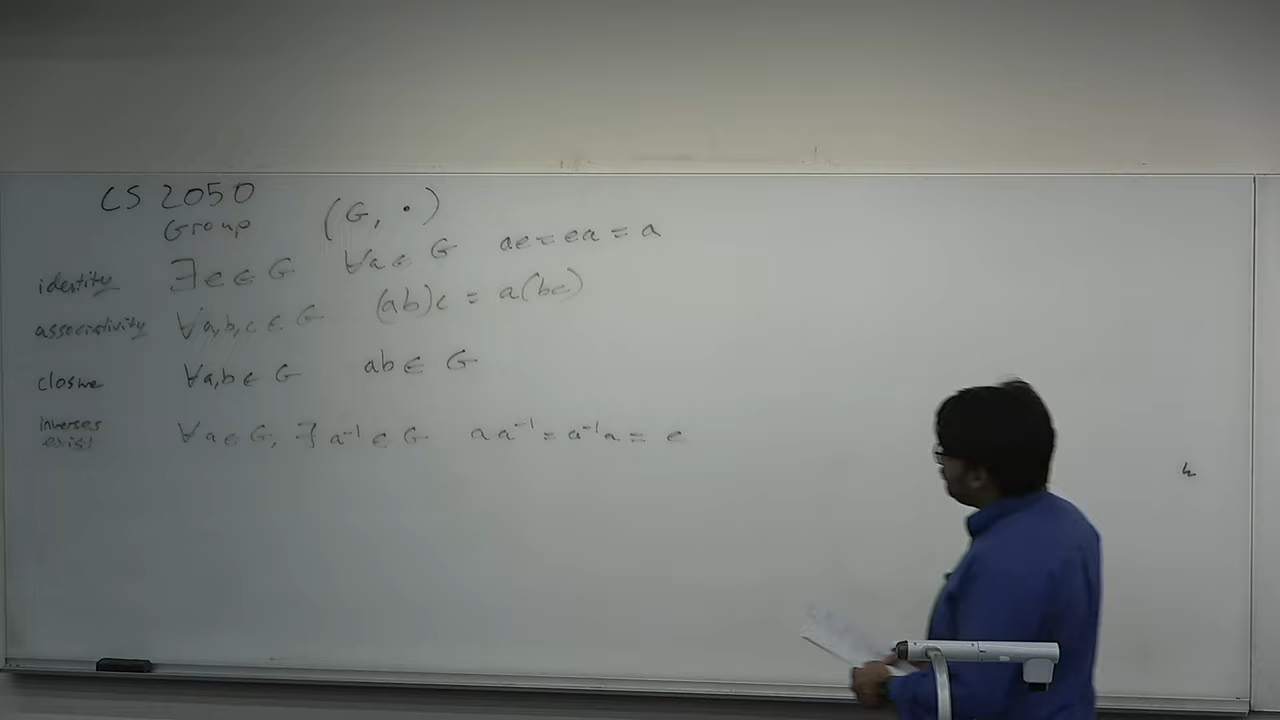 CS 2050
Group (G, ·)
identity ∃e∈G ∀a∈G ae=ea=a
associativity ∀a,b,c∈G (ab)c = a(bc)
closure ∀a,b∈G ab∈G
inverses exist ∀a∈G, ∃a⁻¹∈G aa⁻¹=a⁻¹a=e